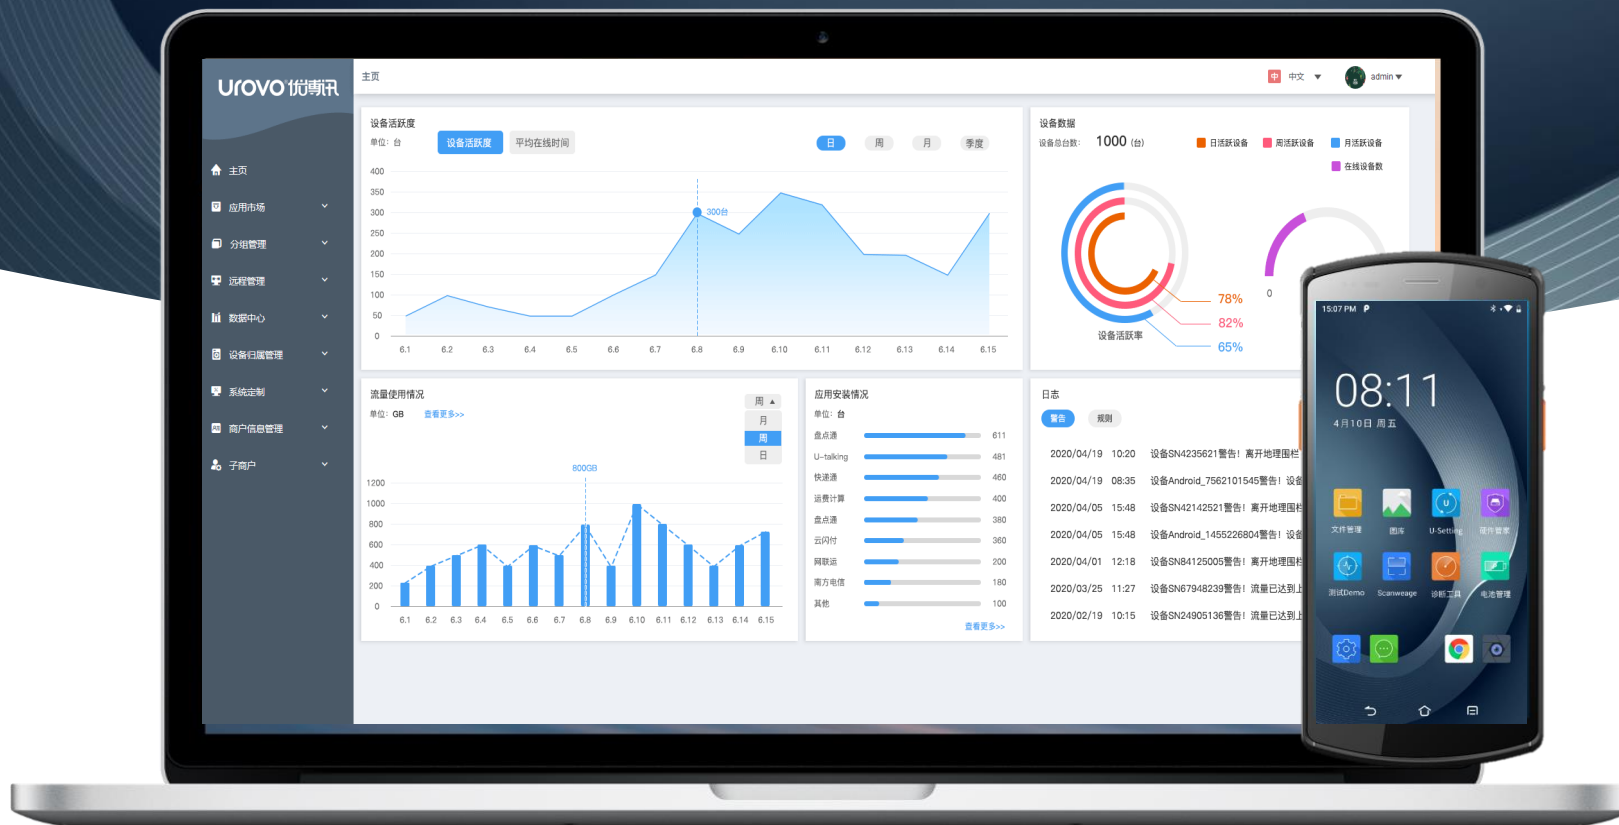 urovo 优博讯
主页
中 中文 ▼
admin ▼
主页
应用市场
分组管理
远程管理
数据中心
设备归属管理
系统定制
商户信息管理
子商户
设备活跃度
单位: 台 设备活跃度 平均在线时间
日 周 月 季度
400
350
300
250
200
150
100
50
0
300台
6.1 6.2 6.3 6.4 6.5 6.6 6.7 6.8 6.9 6.10 6.11 6.12 6.13 6.14 6.15
设备数据
设备总台数: 1000 (台)
日活跃设备 周活跃设备 月活跃设备
在线设备数
78%
82%
65%
设备活跃率
0
流量使用情况
单位: GB 查看更多>>
周 ▲
月
周
日
800GB
1200
1000
800
600
400
200
0
6.1 6.2 6.3 6.4 6.5 6.6 6.7 6.8 6.9 6.10 6.11 6.12 6.13 6.14 6.15
应用安装情况
单位: 台
盘点通 611
U-talking 481
快递通 460
运费计算 400
盘点通 380
云闪付 360
网联运 200
南方电信 180
其他 100
查看更多>>
日志
警告 规则
2020/04/19 10:20 设备SN4235621警告! 离开地理围栏
2020/04/19 08:35 设备Android_7562101545警告! 设备
2020/04/05 15:48 设备SN42142521警告! 离开地理围栏
2020/04/05 15:48 设备Android_1455226804警告! 设备
2020/04/01 12:18 设备SN84125005警告! 离开地理围栏
2020/03/25 11:27 设备SN67948239警告! 流量已达到上
2020/02/19 10:15 设备SN24905136警告! 流量已达到上
15:07 PM P
08:11
4月10日 周五
文件管理 图库 U-Setting 硬件管家
测试Demo Scanweage 诊断工具 电池管理